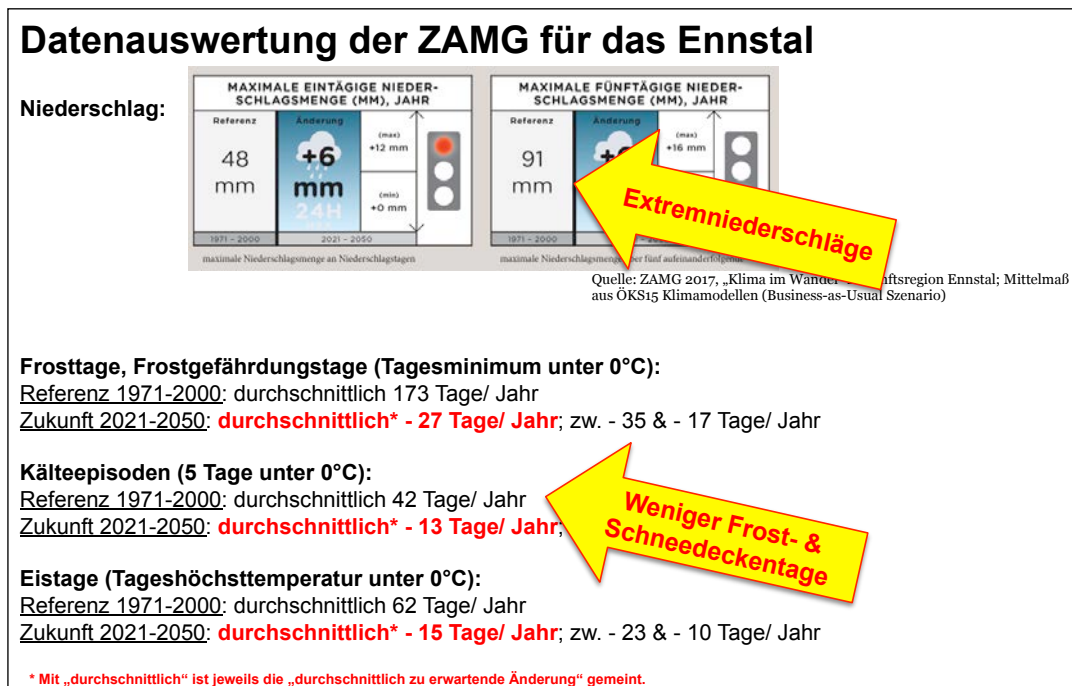 Datenauswertung der ZAMG für das Ennstal
Niederschlag:
MAXIMALE EINTÄGIGE NIEDER-
SCHLAGSMENGE (MM), JAHR
Referenz
Änderung
48
mm
+6
mm
24H
(max)
+12 mm
(min)
+0 mm
1971 – 2000
2021 – 2050
maximale Niederschlagsmenge an Niederschlagstagen
MAXIMALE FÜNFTÄGIGE NIEDER-
SCHLAGSMENGE (MM), JAHR
Referenz
Änderung
91
mm
(max)
+16 mm
1971 – 2000
maximale Niederschlagsmenge über fünf aufeinanderfolgende
Extremniederschläge
Quelle: ZAMG 2017, „Klima im Wandel Ennstal; Mittelmaß
aus ÖKS15 Klimamodellen (Business-as-Usual Szenario)
Frosttage, Frostgefährdungstage (Tagesminimum unter 0°C):
Referenz 1971-2000: durchschnittlich 173 Tage/ Jahr
Zukunft 2021-2050: durchschnittlich* - 27 Tage/ Jahr; zw. - 35 & - 17 Tage/ Jahr
Kälteepisoden (5 Tage unter 0°C):
Referenz 1971-2000: durchschnittlich 42 Tage/ Jahr
Zukunft 2021-2050: durchschnittlich* - 13 Tage/ Jahr;
Weniger Frost- &
Schneedeckentage
Eistage (Tageshöchsttemperatur unter 0°C):
Referenz 1971-2000: durchschnittlich 62 Tage/ Jahr
Zukunft 2021-2050: durchschnittlich* - 15 Tage/ Jahr; zw. - 23 & - 10 Tage/ Jahr
* Mit „durchschnittlich“ ist jeweils die „durchschnittlich zu erwartende Änderung“ gemeint.